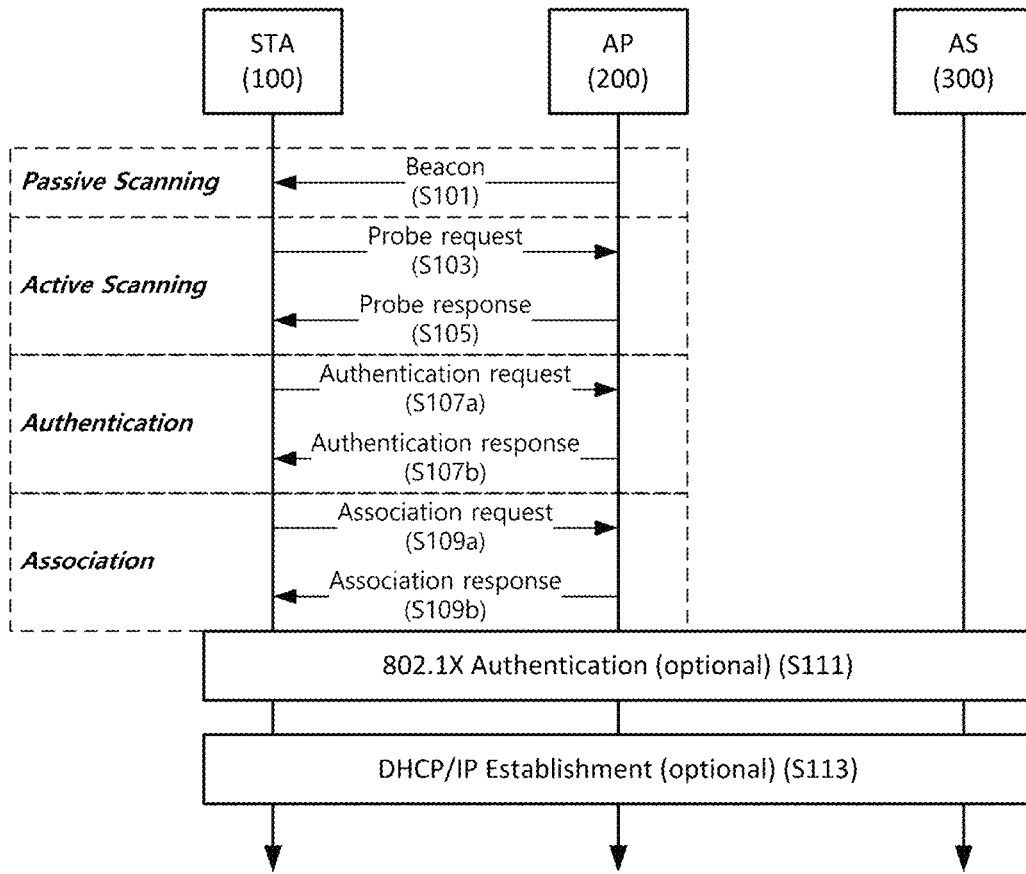 STA
(100)
AP
(200)
AS
(300)
Passive Scanning
Beacon
(S101)
Active Scanning
Probe request
(S103)
Probe response
(S105)
Authentication
Authentication request
(S107a)
Authentication response
(S107b)
Association
Association request
(S109a)
Association response
(S109b)
802.1X Authentication (optional) (S111)
DHCP/IP Establishment (optional) (S113)